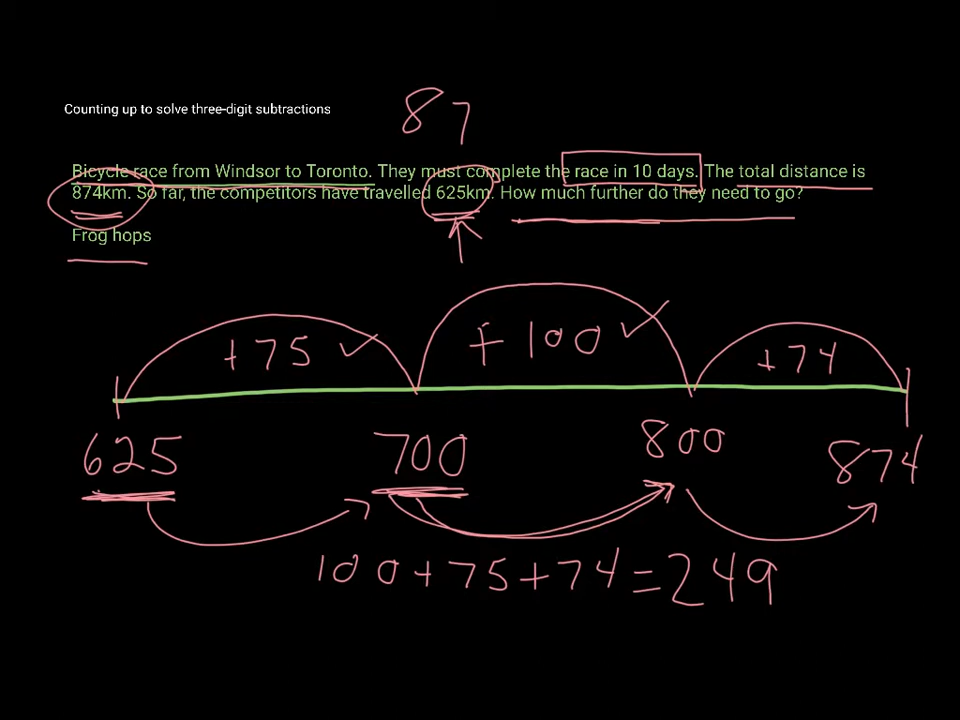 Counting up to solve three-digit subtractions
87
Bicycle race from Windsor to Toronto. They must complete the race in 10 days. The total distance is
874km. So far, the competitors have travelled 625km. How much further do they need to go?
Frog hops
+75 +100 +74
625 700 800 874
100+75+74=249